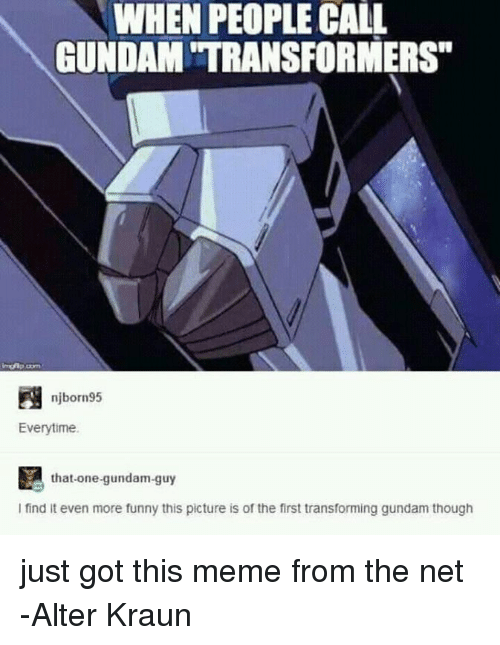 WHEN PEOPLE CALL
GUNDAM "TRANSFORMERS"
imgflip.com
njborn95
Everytime.
that-one-gundam-guy
I find it even more funny this picture is of the first transforming gundam though
just got this meme from the net
-Alter Kraun